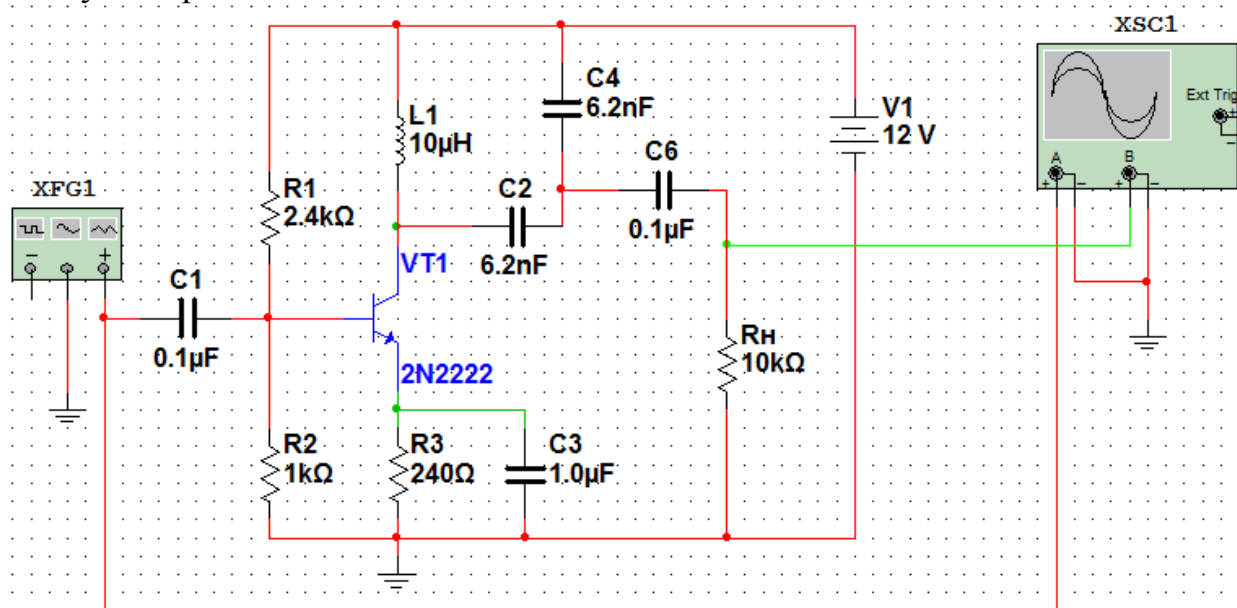 XSC1
C4
6.2nF
V1
12 V
Ext Trig
L1
10µH
C6
A
B
XFG1
R1
2.4kΩ
C2
0.1µF
VT1
6.2nF
C1
0.1µF
Rн
10kΩ
2N2222
R2
1kΩ
R3
240Ω
C3
1.0µF